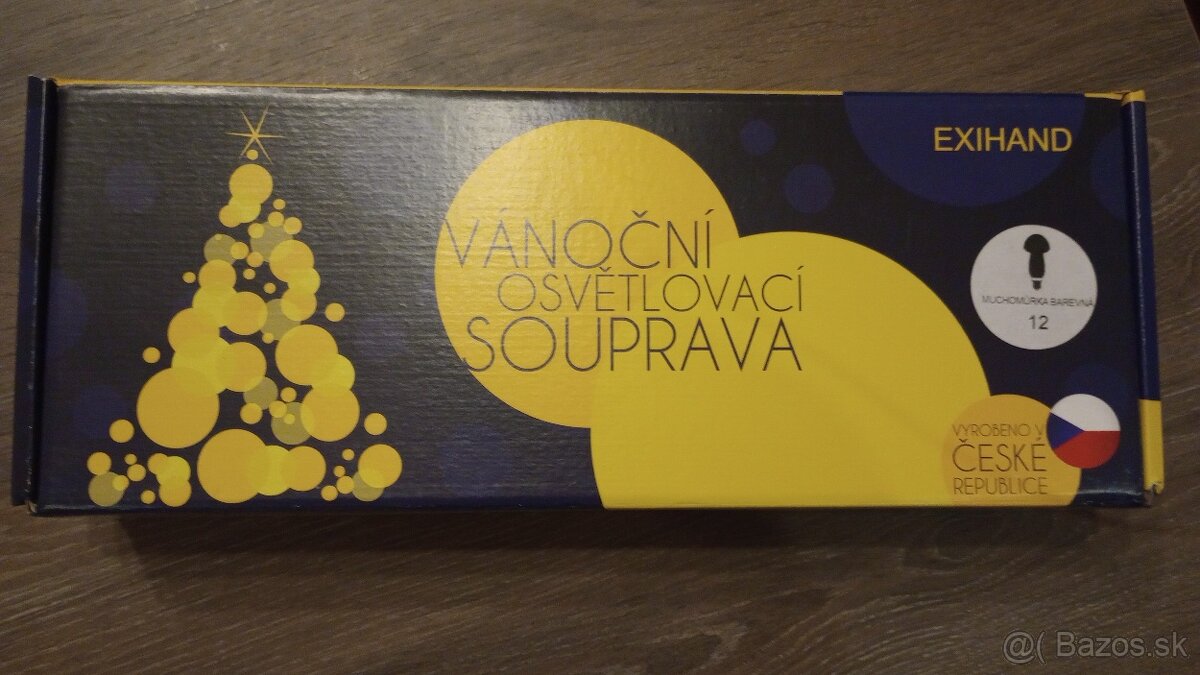 EXIHAND
VÁNOČNÍ
OSVĚTLOVACÍ
SOUPRAVA
MUCHOMŮRKA BAREVNÁ
12
VYROBENO V
ČESKÉ
REPUBLICE
@( Bazos.sk